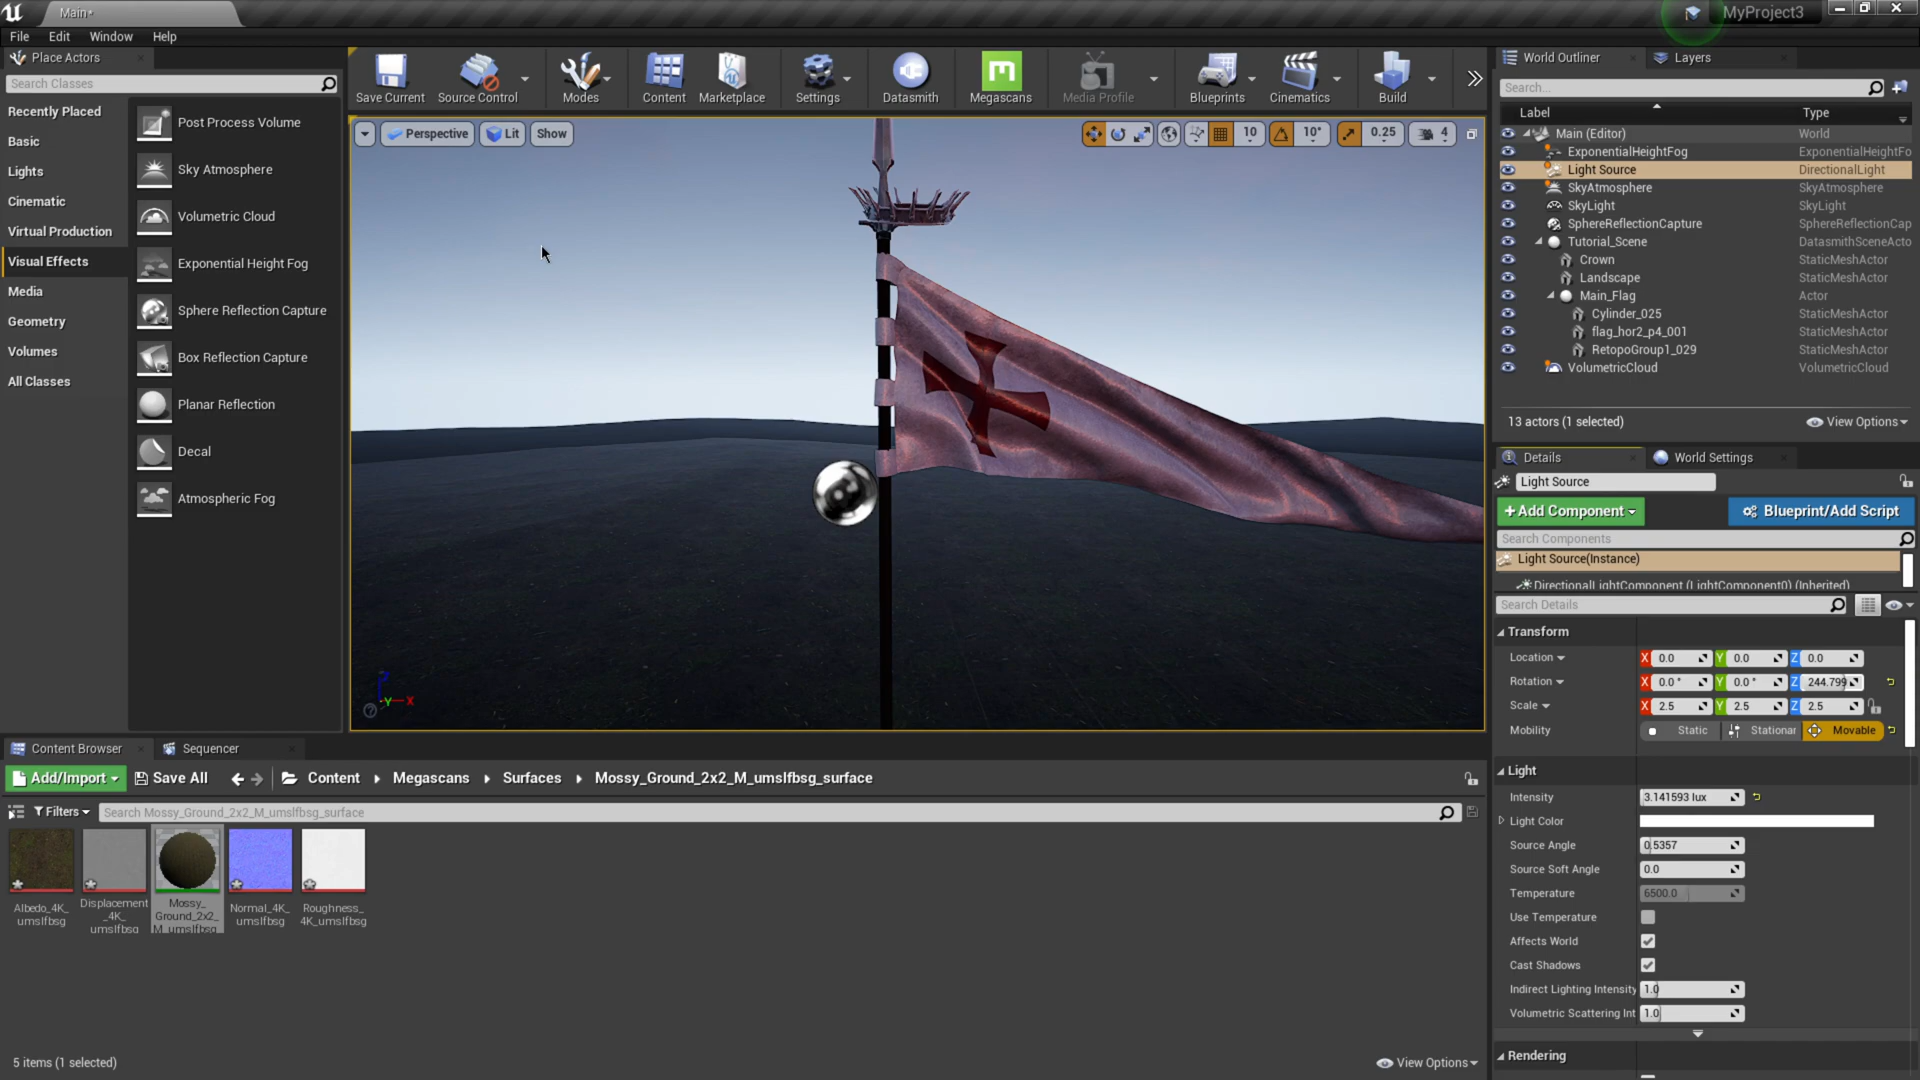 Main*
MyProject3
File Edit Window Help
Place Actors
Search Classes
Recently Placed
Basic
Lights
Cinematic
Virtual Production
Visual Effects
Media
Geometry
Volumes
All Classes
Post Process Volume
Sky Atmosphere
Volumetric Cloud
Exponential Height Fog
Sphere Reflection Capture
Box Reflection Capture
Planar Reflection
Decal
Atmospheric Fog
Save Current Source Control Modes Content Marketplace Settings Datasmith Megascans Media Profile Blueprints Cinematics Build
Perspective Lit Show
10 10° 0.25 4
Z
Y X
World Outliner Layers
Search...
Label Type
Main (Editor) World
ExponentialHeightFog ExponentialHeightFo
Light Source DirectionalLight
SkyAtmosphere SkyAtmosphere
SkyLight SkyLight
SphereReflectionCapture SphereReflectionCap
Tutorial_Scene DatasmithSceneActo
Crown StaticMeshActor
Landscape StaticMeshActor
Main_Flag Actor
Cylinder_025 StaticMeshActor
flag_hor2_p4_001 StaticMeshActor
RetopoGroup1_029 StaticMeshActor
VolumetricCloud VolumetricCloud
13 actors (1 selected) View Options
Details World Settings
Light Source
+Add Component Blueprint/Add Script
Search Components
Light Source(Instance)
DirectionalLightComponent (LightComponent0) (Inherited)
Search Details
Transform
Location X 0.0 Y 0.0 Z 0.0
Rotation X 0.0 ° Y 0.0 ° Z 244.799
Scale X 2.5 Y 2.5 Z 2.5
Mobility Static Stationar Movable
Light
Intensity 3.141593 lux
Light Color
Source Angle 0.5357
Source Soft Angle 0.0
Temperature 6500.0
Use Temperature
Affects World
Cast Shadows
Indirect Lighting Intensity 1.0
Volumetric Scattering Int 1.0
Rendering
Content Browser Sequencer
Add/Import Save All Content Megascans Surfaces Mossy_Ground_2x2_M_umslfbsg_surface
Filters Search Mossy_Ground_2x2_M_umslfbsg_surface
Albedo_4K_
umslfbsg
Displacement
_4K_
umslfbsg
Mossy_
Ground_2x2_
M_umslfbsg
Normal_4K_
umslfbsg
Roughness_
4K_umslfbsg
5 items (1 selected) View Options